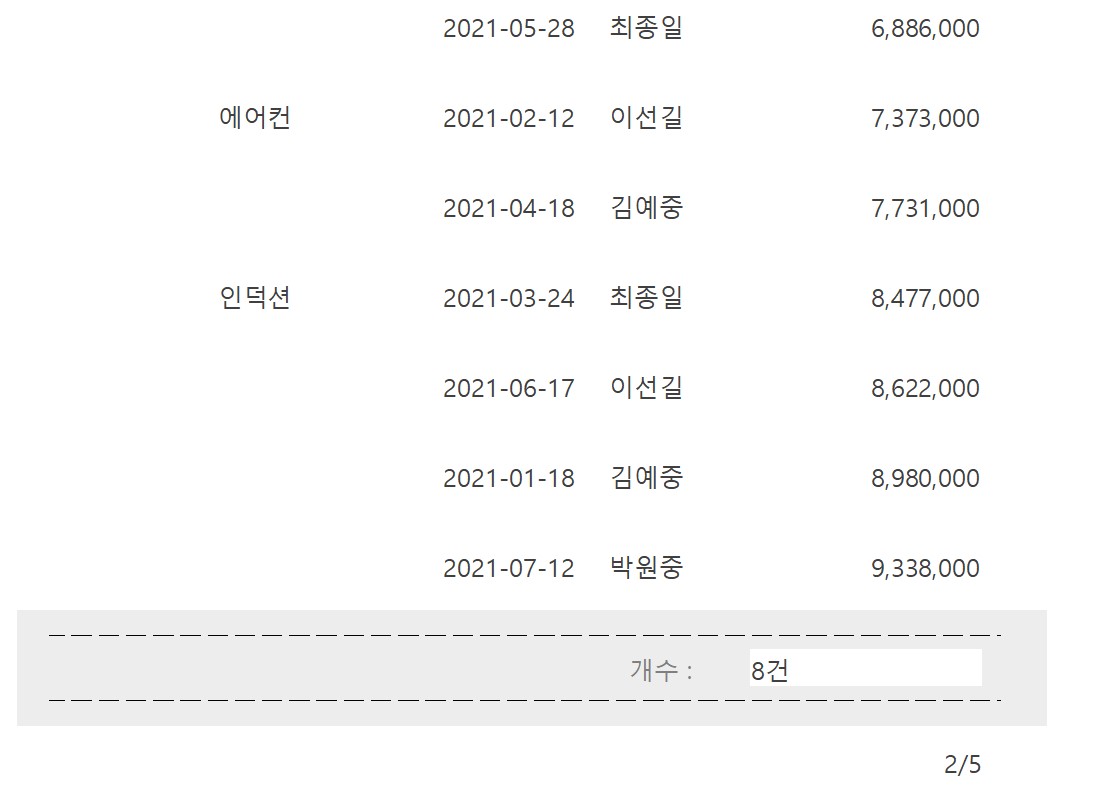 2021-05-28 최종일 6,886,000
에어컨 2021-02-12 이선길 7,373,000
2021-04-18 김예중 7,731,000
인덕션 2021-03-24 최종일 8,477,000
2021-06-17 이선길 8,622,000
2021-01-18 김예중 8,980,000
2021-07-12 박원중 9,338,000
개수 : 8건
2/5